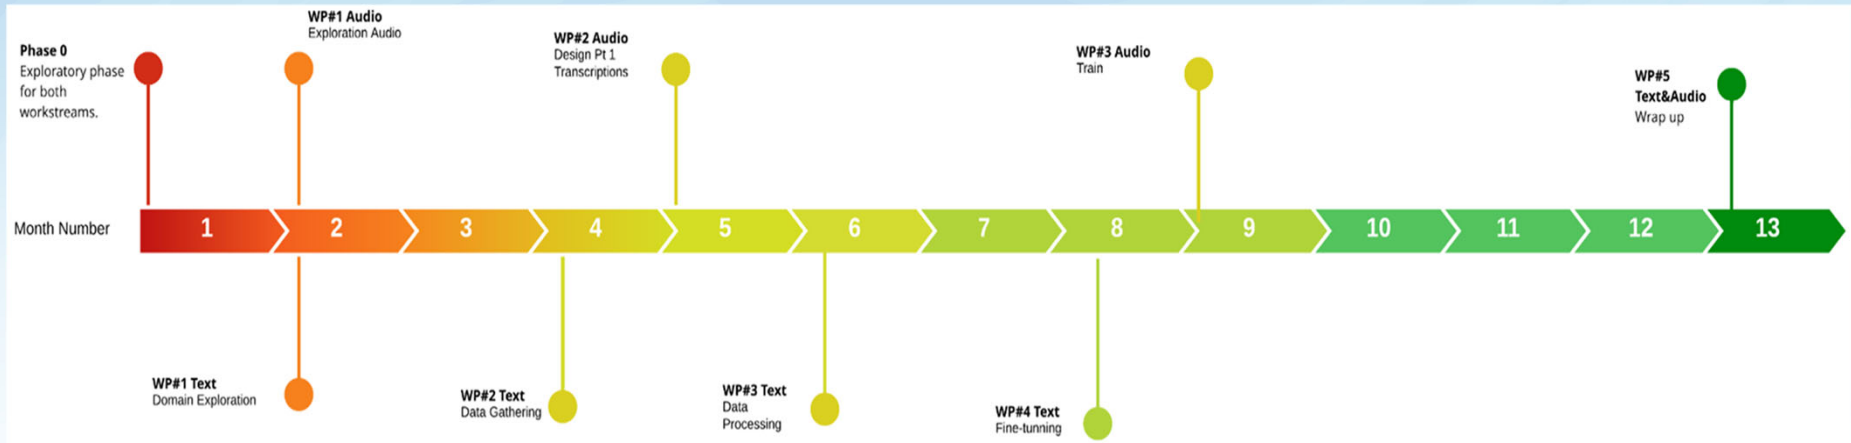 WP#1 Audio
Exploration Audio
WP#2 Audio
Design Pt 1
Transcriptions
Phase 0
Exploratory phase
for both
workstreams.
WP#3 Audio
Train
WP#5
Text&Audio
Wrap up
Month Number
1 2 3 4 5 6 7 8 9 10 11 12 13
WP#1 Text
Domain Exploration
WP#2 Text
Data Gathering
WP#3 Text
Data
Processing
WP#4 Text
Fine-tunning